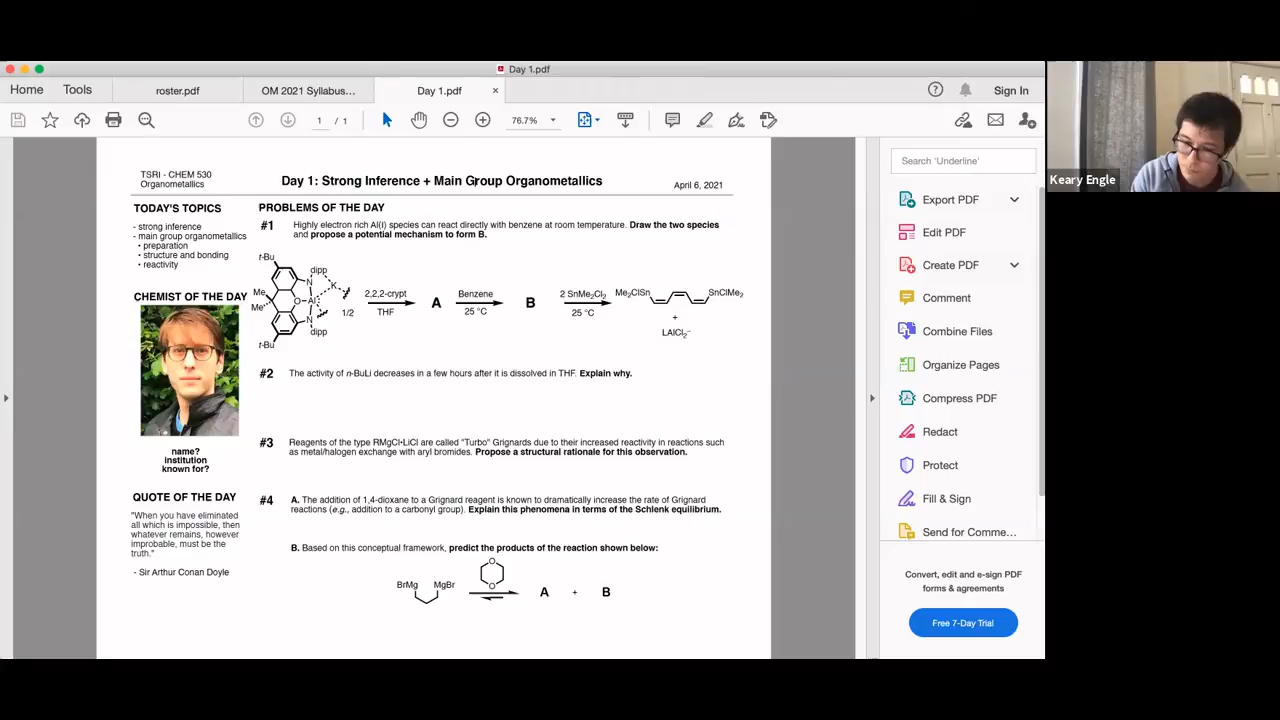 Day 1.pdf
Home
Tools
roster.pdf
OM 2021 Syllabus...
Day 1.pdf
×
?
Sign In
1 / 1
76.7%
TSRI - CHEM 530
Organometallics
Day 1: Strong Inference + Main Group Organometallics
April 6, 2021
TODAY'S TOPICS
- strong inference
- main group organometallics
• preparation
• structure and bonding
• reactivity
CHEMIST OF THE DAY
name?
institution
known for?
QUOTE OF THE DAY
"When you have eliminated
all which is impossible, then
whatever remains, however
improbable, must be the
truth."
- Sir Arthur Conan Doyle
PROBLEMS OF THE DAY
#1 Highly electron rich Al(I) species can react directly with benzene at room temperature. Draw the two species
and propose a potential mechanism to form B.
t-Bu
dipp
N
K
Me
Me
O
Al
N
dipp
t-Bu
1/2
2,2,2-crypt
THF
A
Benzene
25 °C
B
2 SnMe2Cl2
25 °C
Me2ClSn
SnClMe2
+
LAlCl2–
#2 The activity of n-BuLi decreases in a few hours after it is dissolved in THF. Explain why.
#3 Reagents of the type RMgCl•LiCl are called "Turbo" Grignards due to their increased reactivity in reactions such
as metal/halogen exchange with aryl bromides. Propose a structural rationale for this observation.
#4 A. The addition of 1,4-dioxane to a Grignard reagent is known to dramatically increase the rate of Grignard
reactions (e.g., addition to a carbonyl group). Explain this phenomena in terms of the Schlenk equilibrium.
B. Based on this conceptual framework, predict the products of the reaction shown below:
BrMg
MgBr
O
O
A + B
Search 'Underline'
Export PDF
Edit PDF
Create PDF
Comment
Combine Files
Organize Pages
Compress PDF
Redact
Protect
Fill & Sign
Send for Comme...
Convert, edit and e-sign PDF
forms & agreements
Free 7-Day Trial
Keary Engle